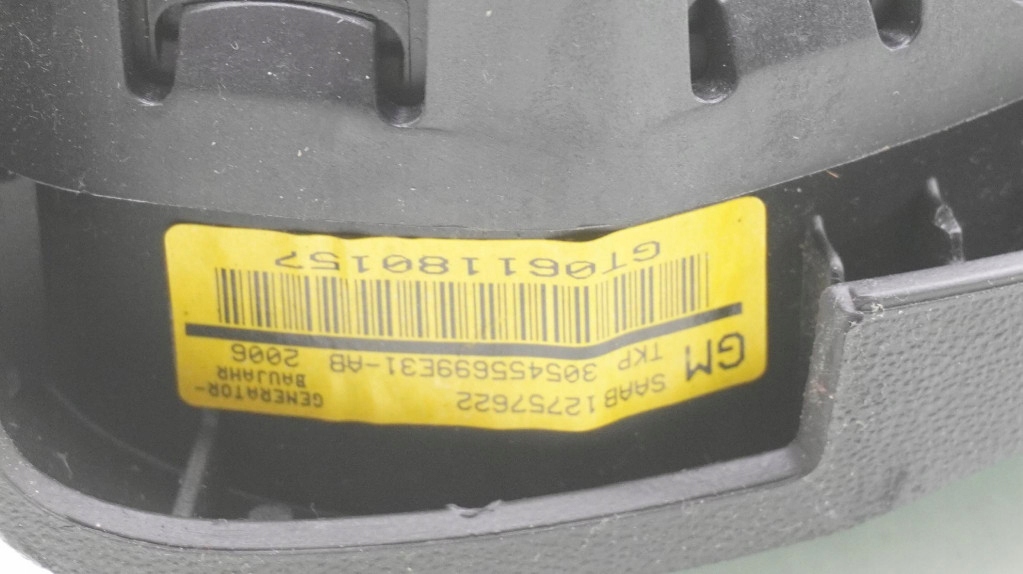 SAAB 12757622
GM TKP 305455699E31-AB
GENERATOR-
BAUJAHR
2006
GT061180157